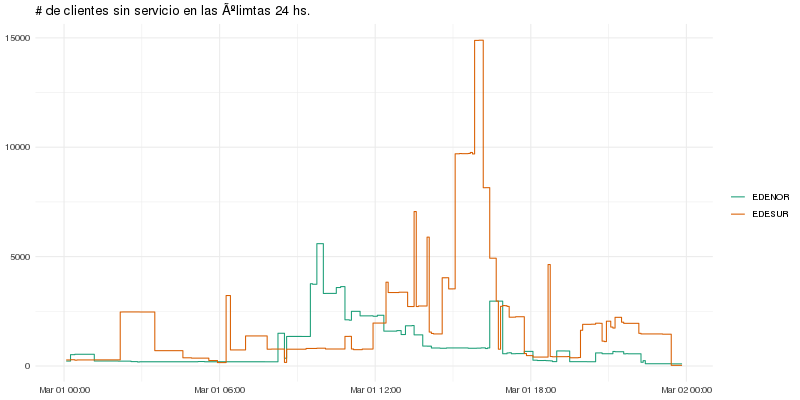 # de clientes sin servicio en las Ãºlimtas 24 hs.
15000
10000
5000
0
Mar 01 00:00
Mar 01 06:00
Mar 01 12:00
Mar 01 18:00
Mar 02 00:00
EDENOR
EDESUR